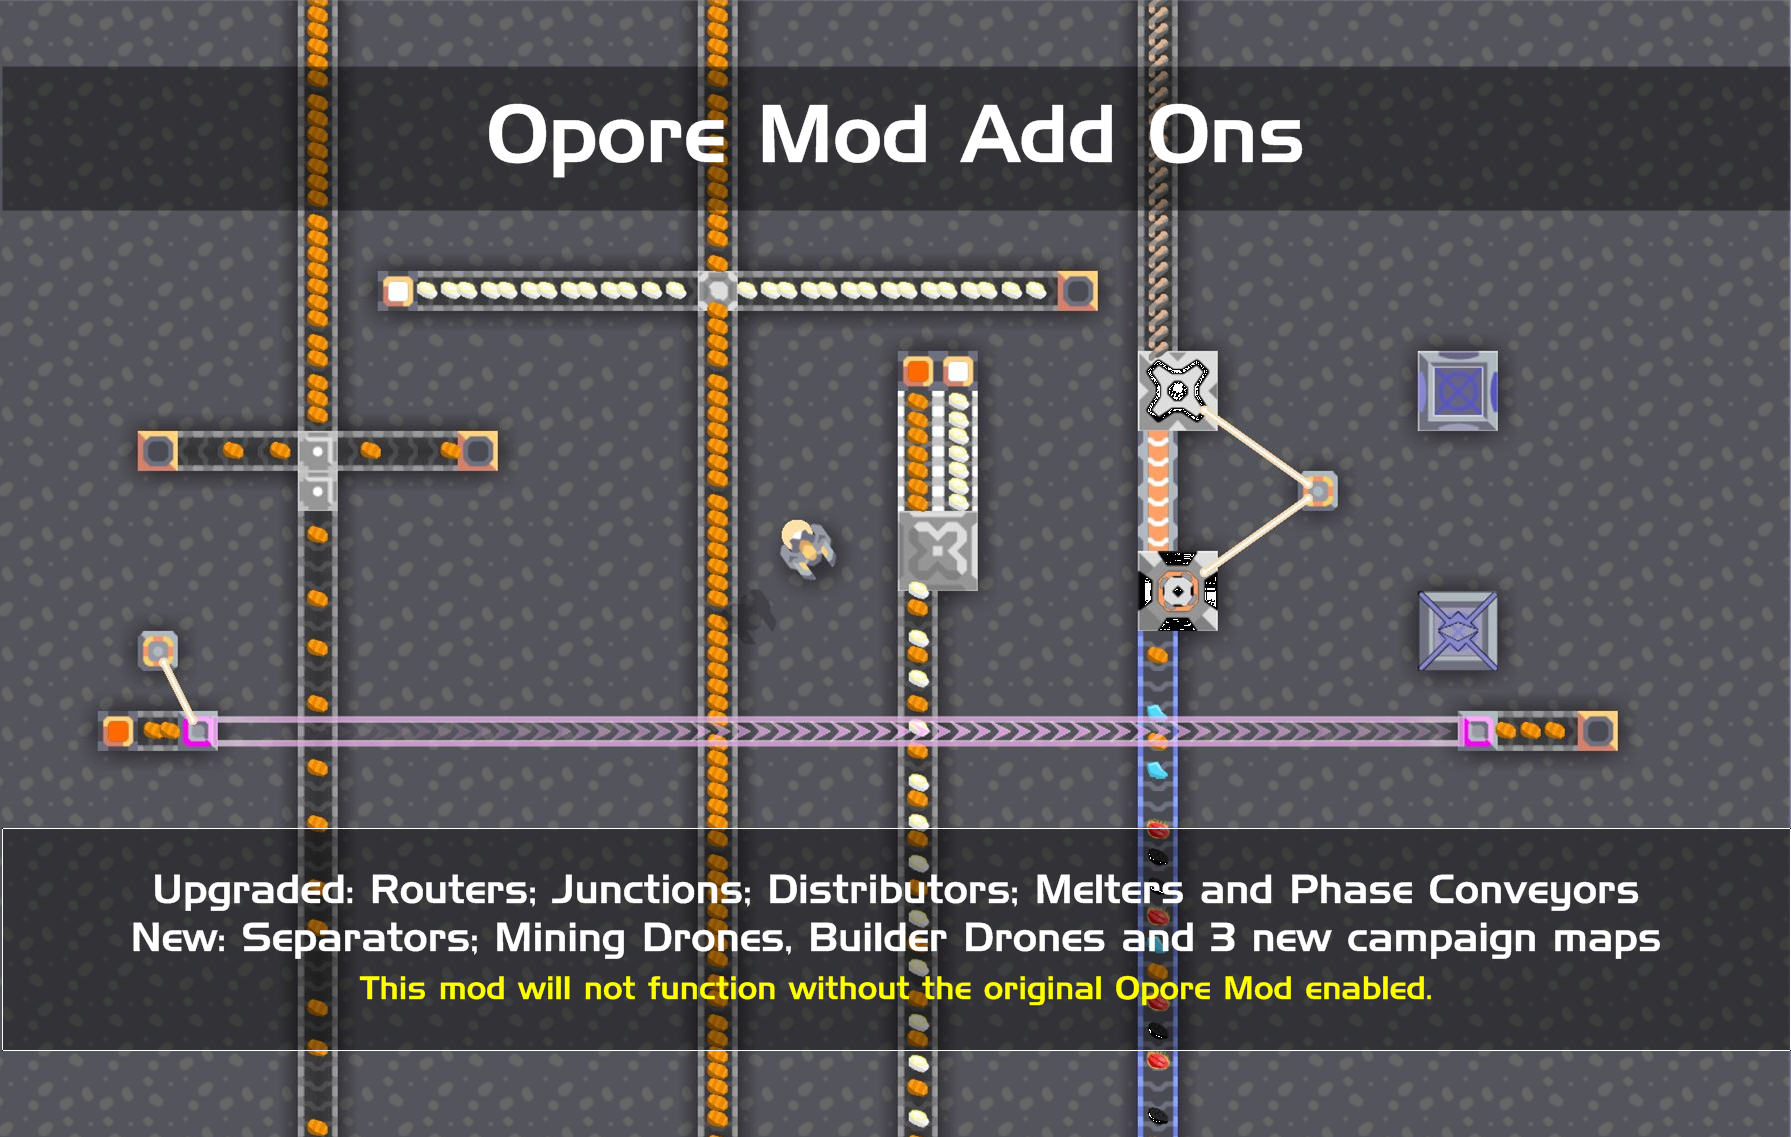 Opore Mod Add Ons
Upgraded: Routers; Junctions; Distributors; Melters and Phase Conveyors
New: Separators; Mining Drones, Builder Drones and 3 new campaign maps
This mod will not function without the original Opore Mod enabled.